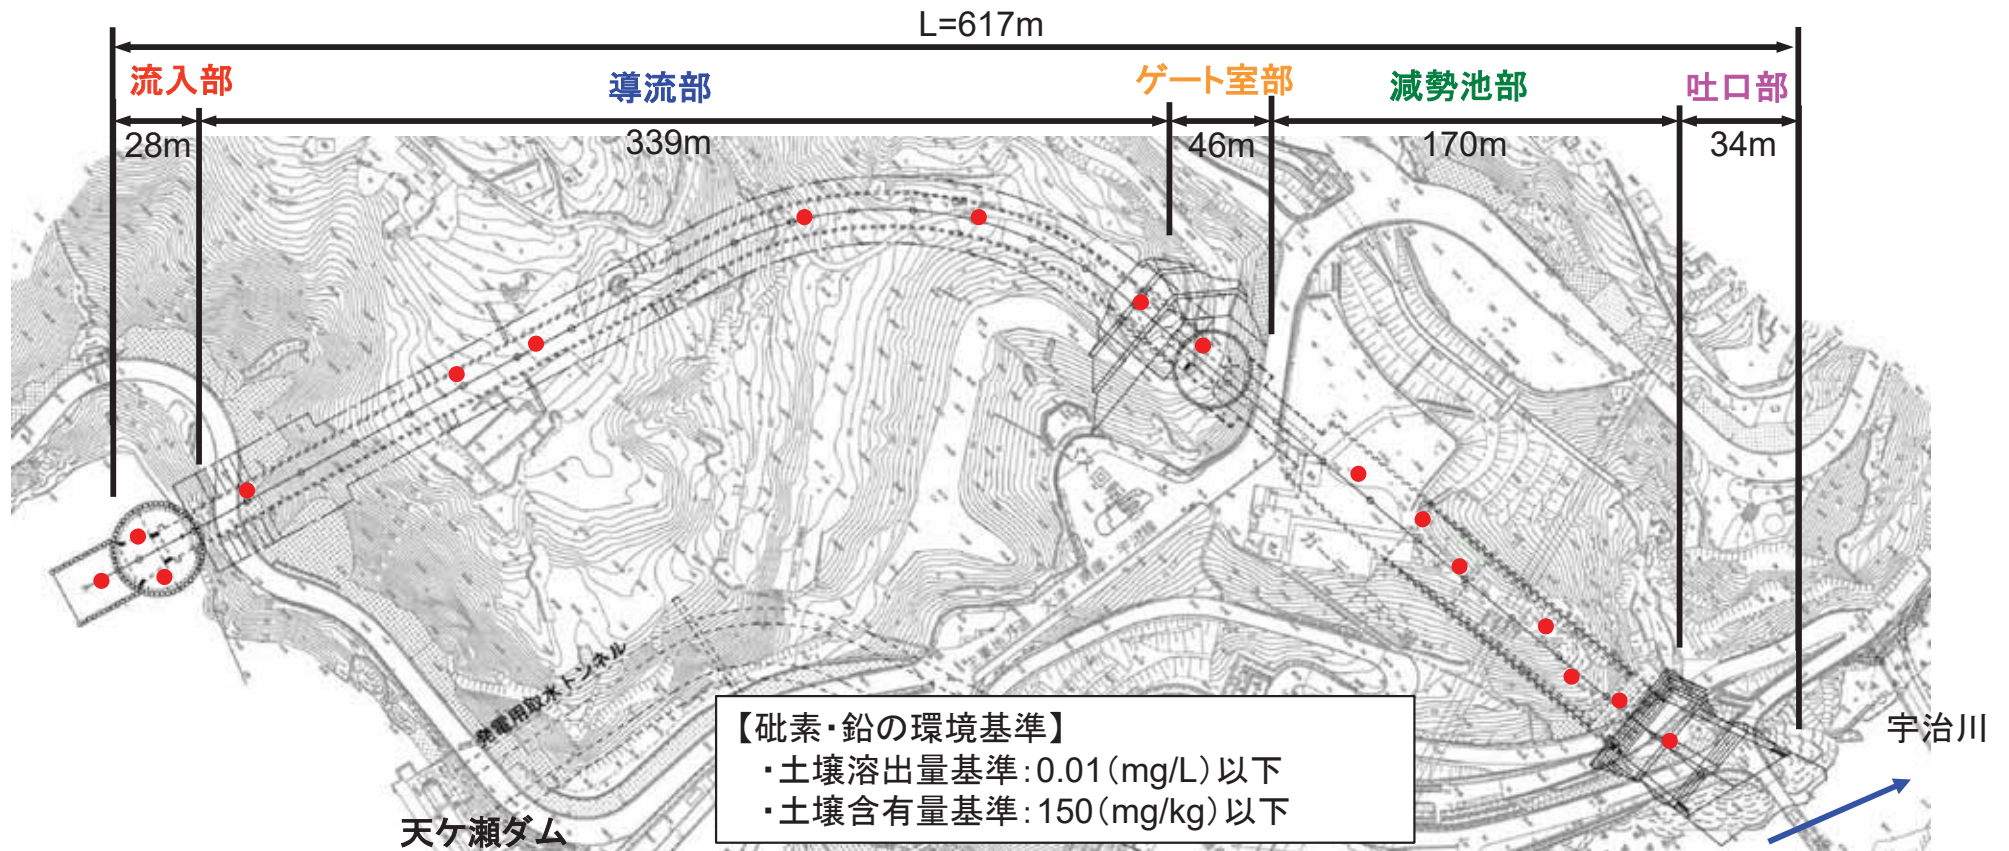 L=617m
流入部
導流部
ゲート室部
減勢池部
吐口部
28m
339m
46m
170m
34m
発電用取水トンネル
【砒素・鉛の環境基準】
・土壌溶出量基準：0.01(mg/L)以下
・土壌含有量基準：150(mg/kg)以下
宇治川
天ケ瀬ダム